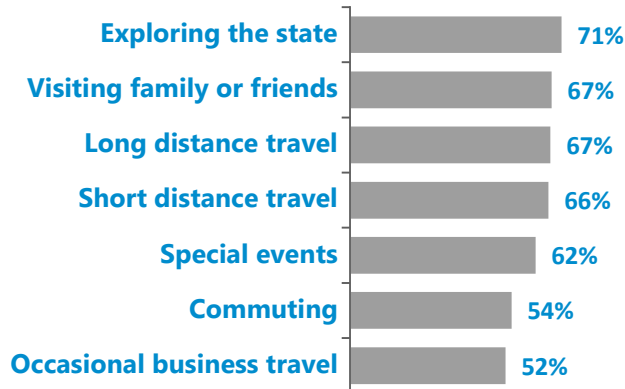 Exploring the state 71%
Visiting family or friends 67%
Long distance travel 67%
Short distance travel 66%
Special events 62%
Commuting 54%
Occasional business travel 52%